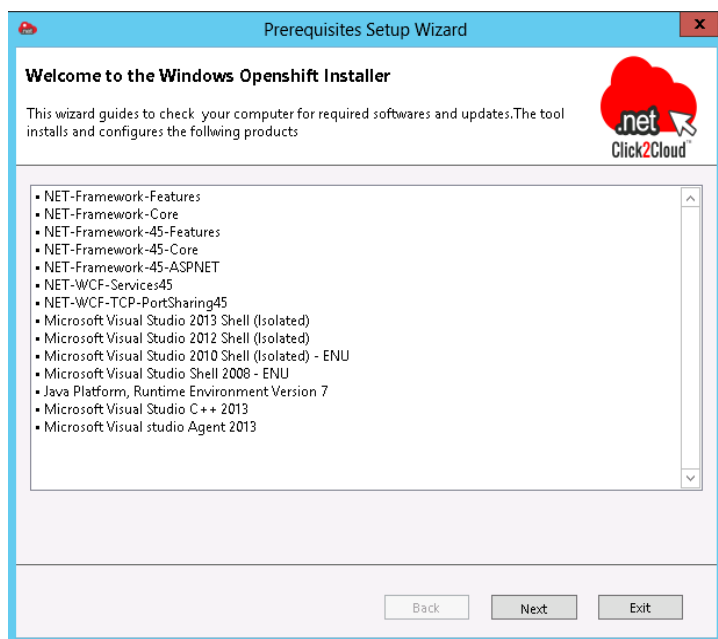 .net
Prerequisites Setup Wizard
x
Welcome to the Windows Openshift Installer
This wizard guides to check your computer for required softwares and updates.The tool
installs and configures the follwing products
.net
Click2Cloud™
▪ NET-Framework-Features
▪ NET-Framework-Core
▪ NET-Framework-45-Features
▪ NET-Framework-45-Core
▪ NET-Framework-45-ASPNET
▪ NET-WCF-Services45
▪ NET-WCF-TCP-PortSharing45
▪ Microsoft Visual Studio 2013 Shell (Isolated)
▪ Microsoft Visual Studio 2012 Shell (Isolated)
▪ Microsoft Visual Studio 2010 Shell (Isolated) - ENU
▪ Microsoft Visual Studio Shell 2008 - ENU
▪ Java Platform, Runtime Environment Version 7
▪ Microsoft Visual Studio C++ 2013
▪ Microsoft Visual studio Agent 2013
Back
Next
Exit